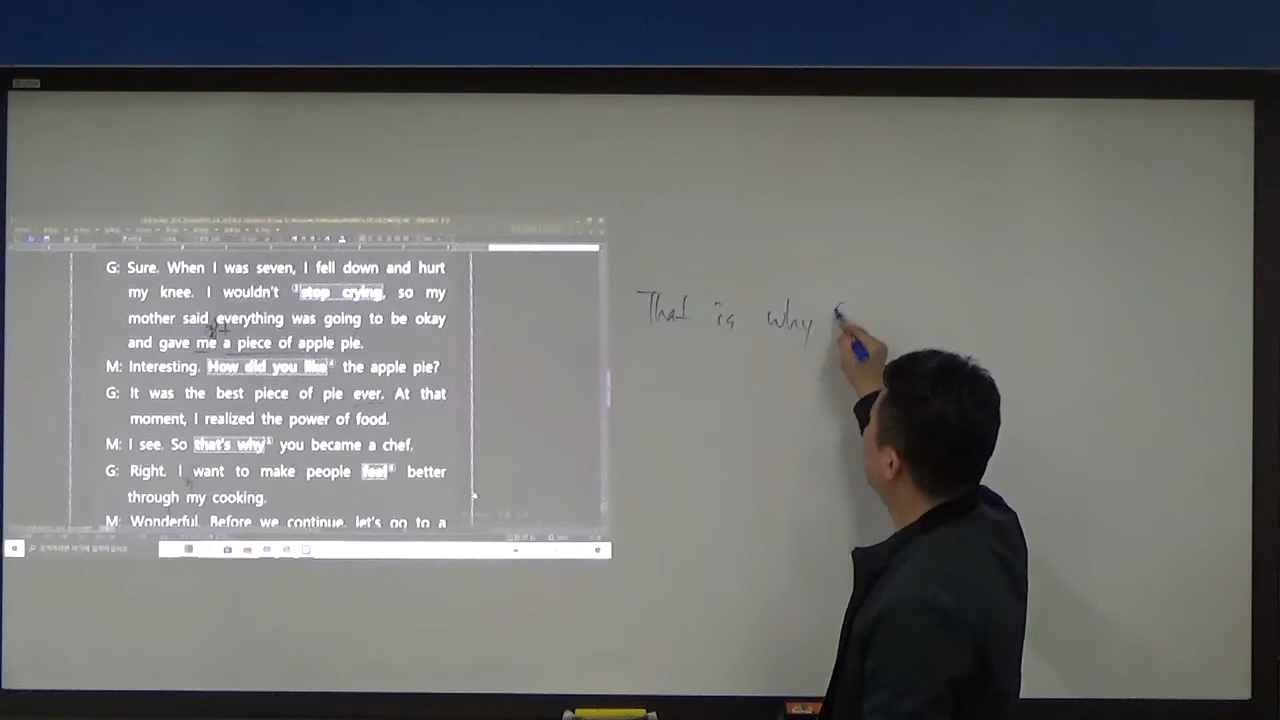 G: Sure. When I was seven, I fell down and hurt
my knee. I wouldn't 3) stop crying, so my
mother said everything was going to be okay
and gave me a piece of apple pie.
M: Interesting. How did you like 4) the apple pie?
G: It was the best piece of pie ever. At that
moment, I realized the power of food.
M: I see. So that's why 5) you became a chef.
G: Right. I want to make people feel 6) better
through my cooking.
M: Wonderful. Before we continue, let's go to a
That is why